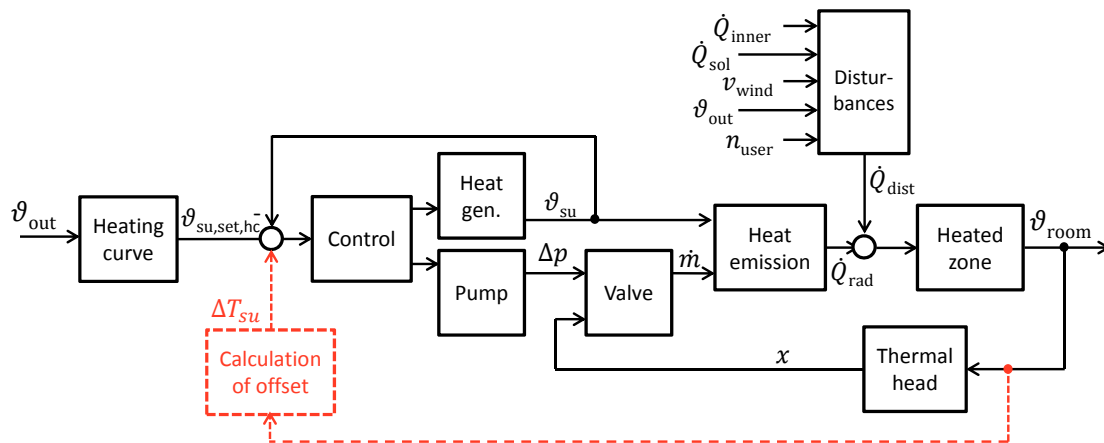 Q̇inner
Q̇sol
vwind
ϑout
nuser
Distur-
bances
Q̇dist
ϑout
Heating
curve
ϑsu,set,hc
-
Control
Heat
gen.
ϑsu
Pump
Δp
Valve
ṁ
Heat
emission
Q̇rad
Heated
zone
ϑroom
ΔTsu
Calculation
of offset
x
Thermal
head